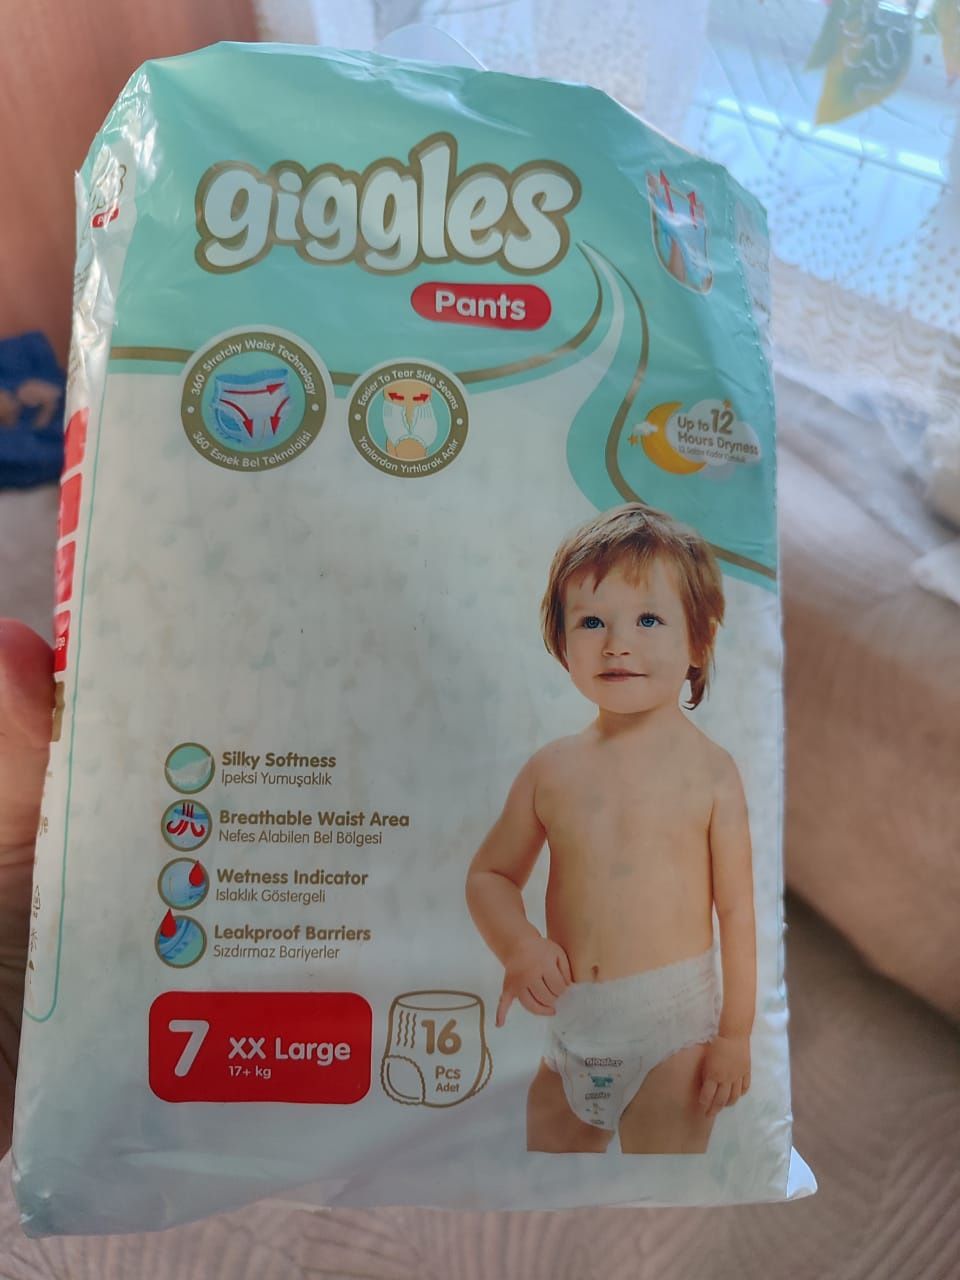 giggles
Pants
360° Stretchy Waist Technology
360° Esnek Bel Teknolojisi
Easier To Tear Side Seams
Yanlardan Yırtılarak Açılır
Up to 12
Hours Dryness
Silky Softness
İpeksi Yumuşaklık
Breathable Waist Area
Nefes Alabilen Bel Bölgesi
Wetness Indicator
Islaklık Göstergeli
Leakproof Barriers
Sızdırmaz Bariyerler
7 XX Large
17+ kg
16
Pcs
Adet
giggles
giggles